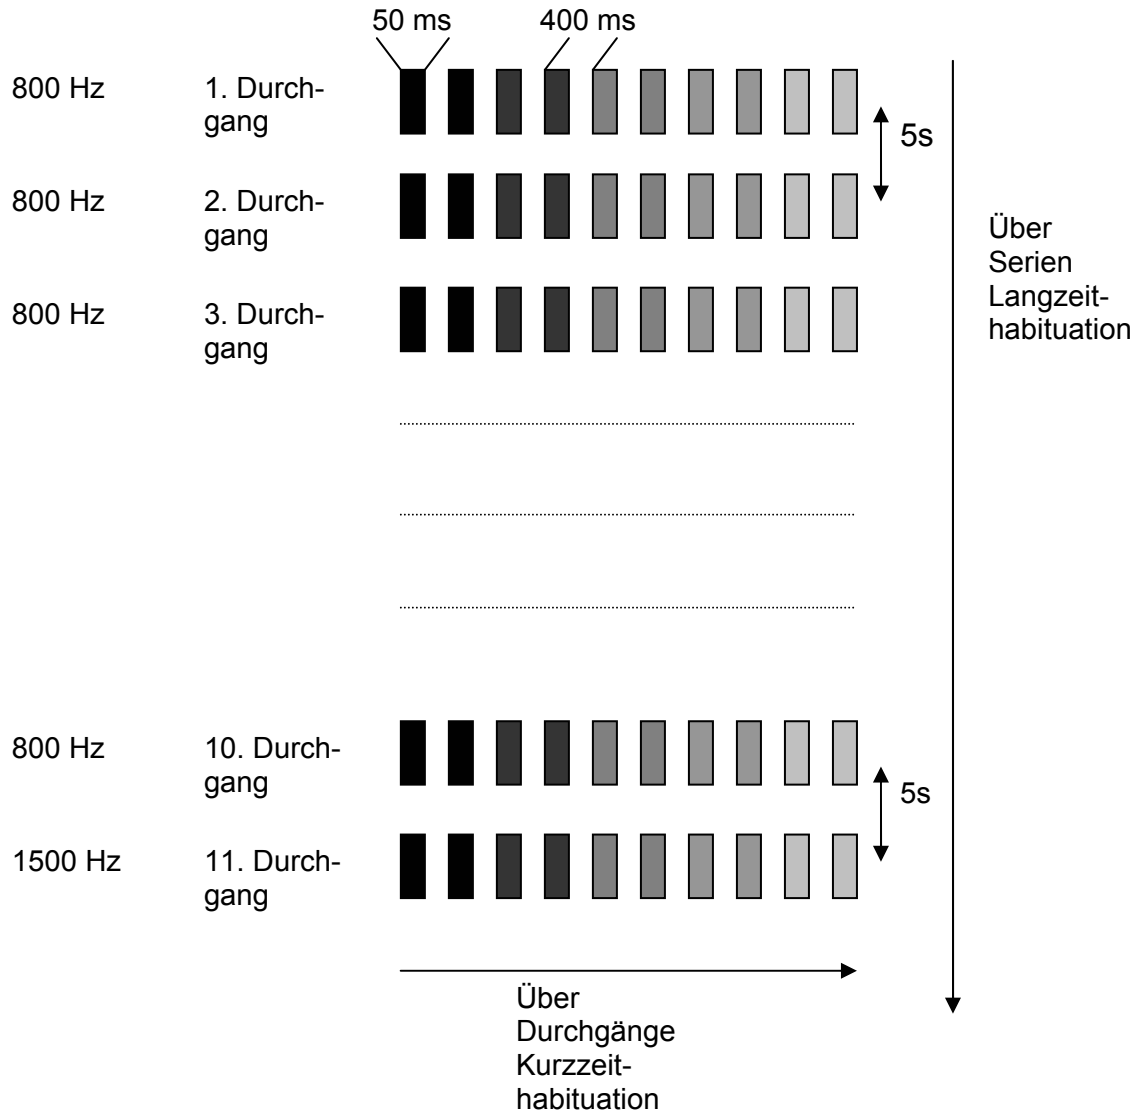 50 ms 400 ms
800 Hz 1. Durch-
gang
5s
800 Hz 2. Durch-
gang
Über
Serien
Langzeit-
habituation
800 Hz 3. Durch-
gang
800 Hz 10. Durch-
gang
5s
1500 Hz 11. Durch-
gang
Über
Durchgänge
Kurzzeit-
habituation